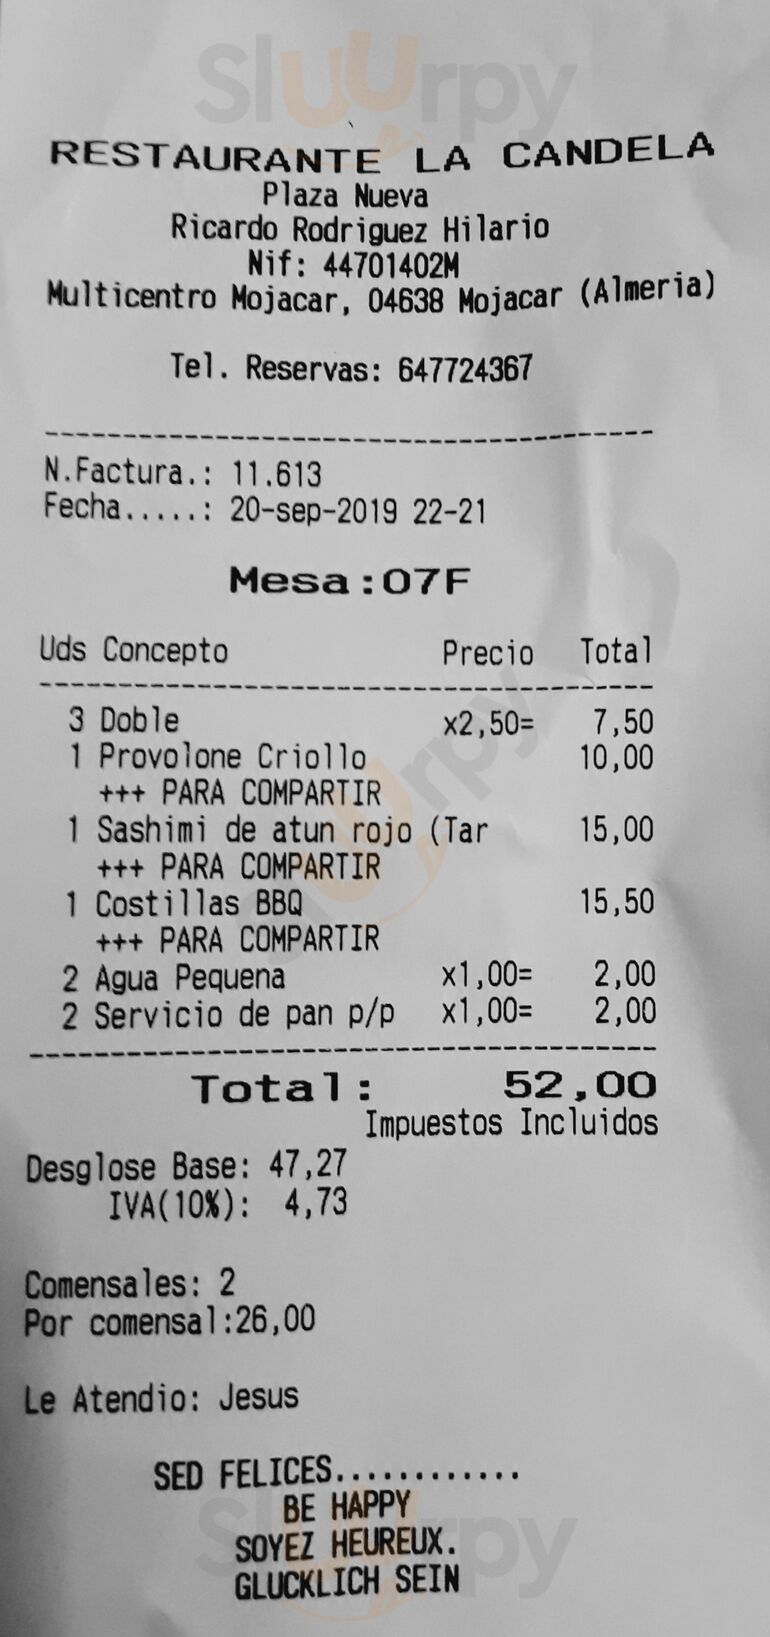 Sluurpy
RESTAURANTE LA CANDELA
Plaza Nueva
Ricardo Rodriguez Hilario
Nif: 44701402M
Multicentro Mojacar, 04638 Mojacar (Almeria)
Tel. Reservas: 647724367
N.Factura.: 11.613
Fecha.....: 20-sep-2019 22-21
Mesa:07F
Uds Concepto Precio Total
3 Doble x2,50= 7,50
1 Provolone Criollo 10,00
+++ PARA COMPARTIR
1 Sashimi de atun rojo (Tar 15,00
+++ PARA COMPARTIR
1 Costillas BBQ 15,50
+++ PARA COMPARTIR
2 Agua Pequena x1,00= 2,00
2 Servicio de pan p/p x1,00= 2,00
Total: 52,00
Impuestos Incluidos
Desglose Base: 47,27
IVA(10%): 4,73
Comensales: 2
Por comensal:26,00
Le Atendio: Jesus
SED FELICES............
BE HAPPY
SOYEZ HEUREUX.
GLUCKLICH SEIN
Sluurpy